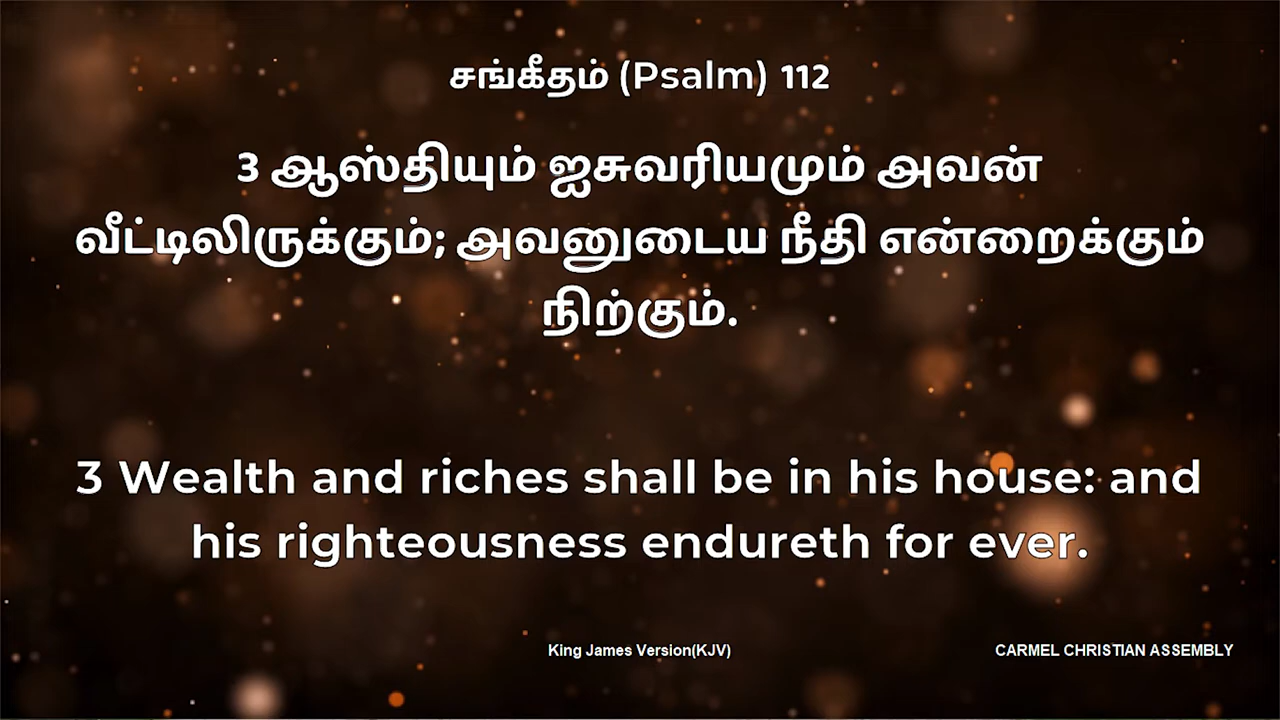 சங்கீதம் (Psalm) 112
3 ஆஸ்தியும் ஐசுவரியமும் அவன்
வீட்டிலிருக்கும்; அவனுடைய நீதி என்றைக்கும்
நிற்கும்.
3 Wealth and riches shall be in his house: and
his righteousness endureth for ever.
King James Version(KJV)
CARMEL CHRISTIAN ASSEMBLY